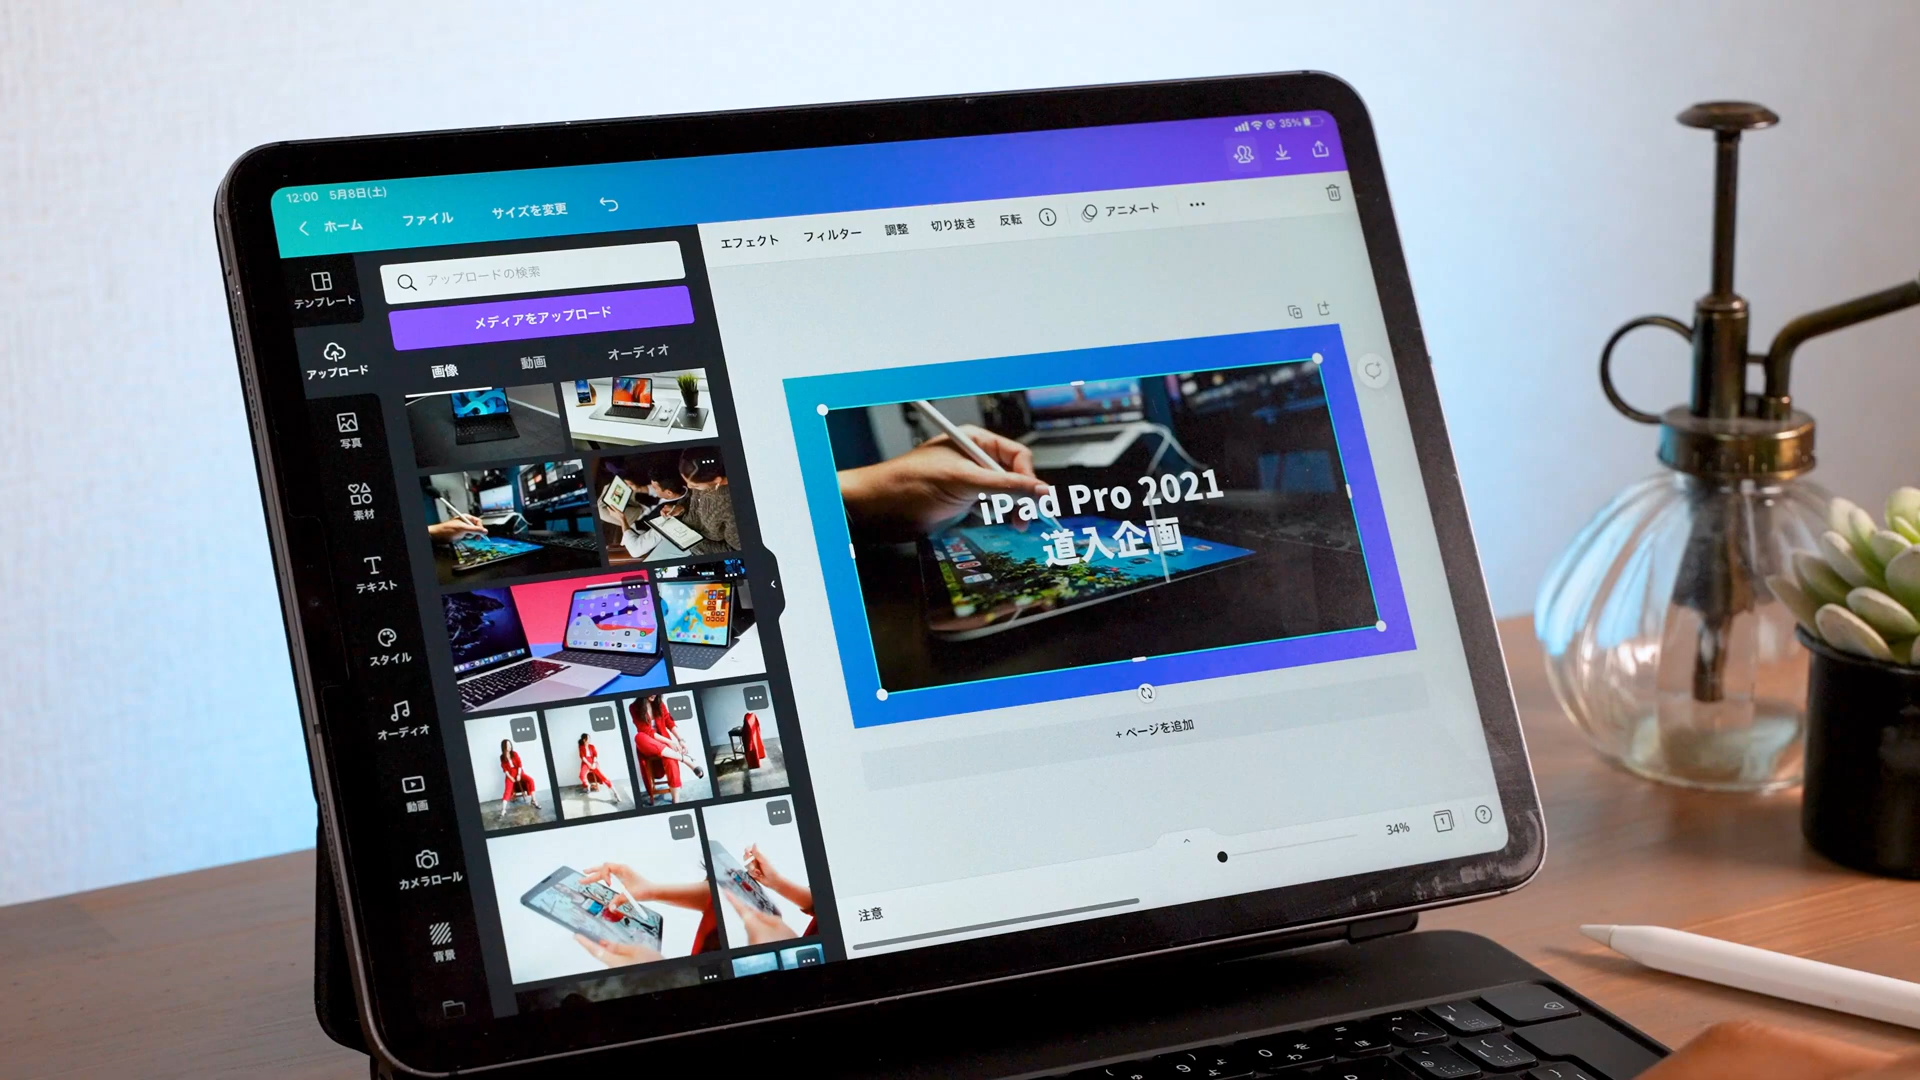 12:00 5月8日(土)
35%
ホーム
ファイル
サイズを変更
エフェクト
フィルター
調整
切り抜き
反転
アニメート
テンプレート
アップロード
写真
素材
テキスト
スタイル
オーディオ
動画
カメラロール
背景
アップロードの検索
メディアをアップロード
画像
動画
オーディオ
iPad Pro 2021
道入企画
+ ページを追加
注意
34%
1
?